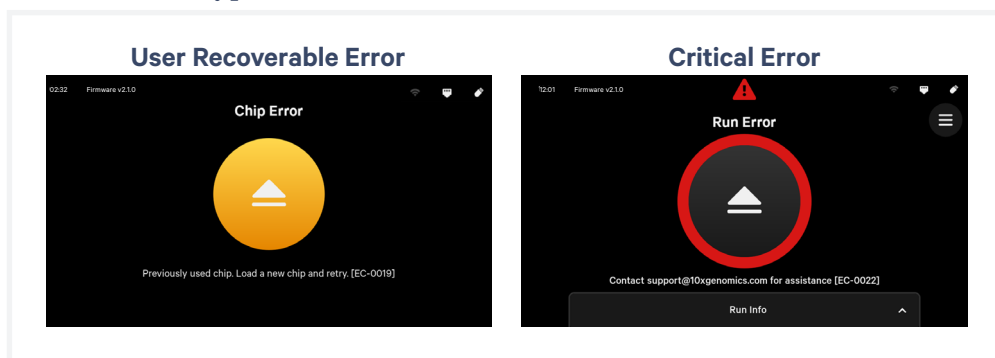 User Recoverable Error
02:32 Firmware v2.1.0
Chip Error
Previously used chip. Load a new chip and retry. [EC-0019]
Critical Error
12:01 Firmware v2.1.0
Run Error
Contact support@10xgenomics.com for assistance [EC-0022]
Run Info